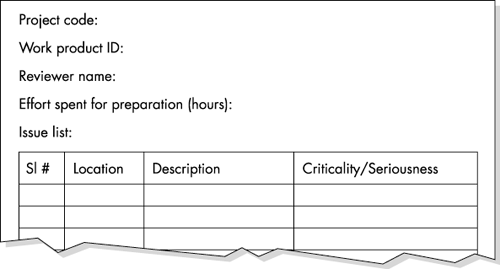 Project code:
Work product ID:
Reviewer name:
Effort spent for preparation (hours):
Issue list:
Sl # Location Description Criticality/Seriousness